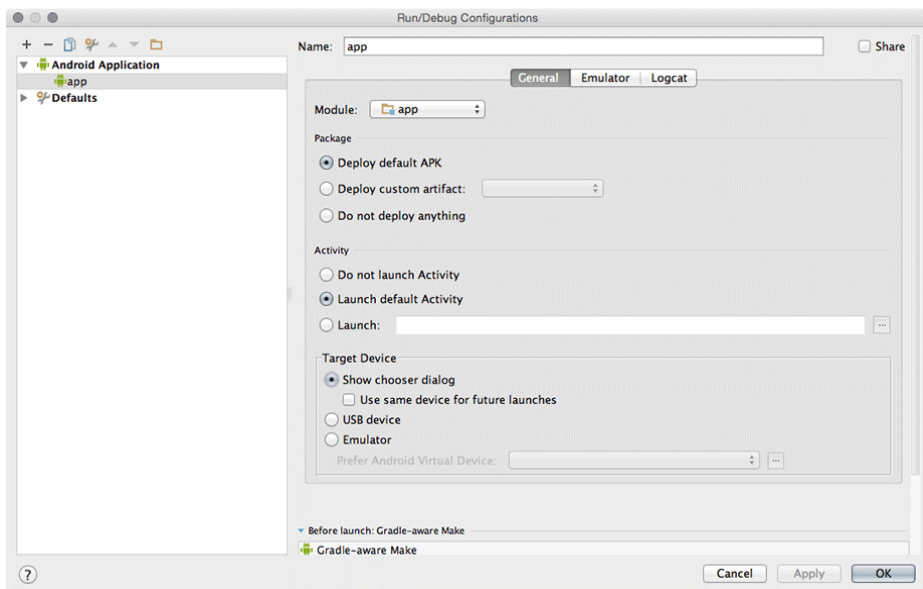 Run/Debug Configurations
Name: app Share
Android Application
app
Defaults
General Emulator Logcat
Module: app
Package
Deploy default APK
Deploy custom artifact:
Do not deploy anything
Activity
Do not launch Activity
Launch default Activity
Launch: ...
Target Device
Show chooser dialog
Use same device for future launches
USB device
Emulator
Prefer Android Virtual Device: ...
Before launch: Gradle-aware Make
Gradle-aware Make
? Cancel Apply OK